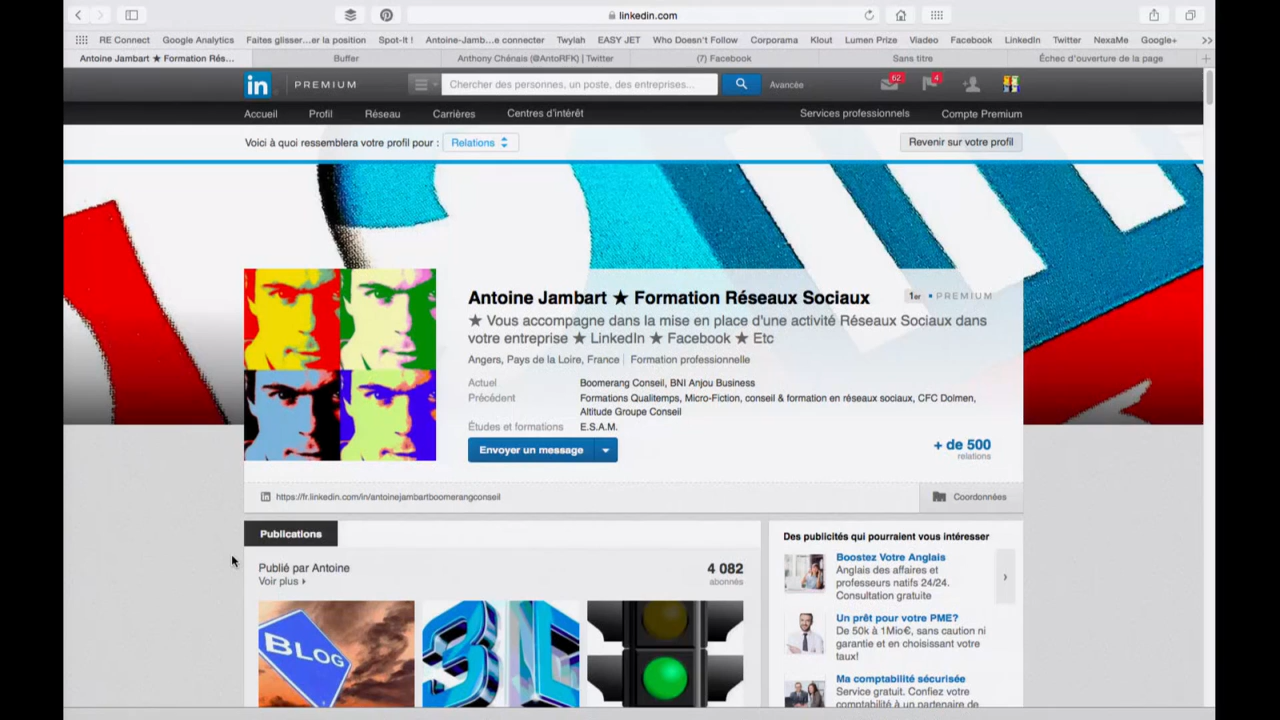 linkedin.com
RE Connect Google Analytics Faites glisser...er la position Spot-It ! Antoine-Jamb...e connecter Twylah EASY JET Who Doesn't Follow Corporama Klout Lumen Prize Viadeo Facebook LinkedIn Twitter NexaMe Google+ >>
Antoine Jambart ★ Formation Rés... Buffer Anthony Chénais (@AntoRFK) | Twitter (7) Facebook Sans titre Échec d'ouverture de la page +
in PREMIUM Chercher des personnes, un poste, des entreprises... Avancée 62 4
Accueil Profil Réseau Carrières Centres d'intérêt Services professionnels Compte Premium
Voici à quoi ressemblera votre profil pour : Relations Revenir sur votre profil
Antoine Jambart ★ Formation Réseaux Sociaux 1er • PREMIUM
★ Vous accompagne dans la mise en place d'une activité Réseaux Sociaux dans
votre entreprise ★ LinkedIn ★ Facebook ★ Etc
Angers, Pays de la Loire, France | Formation professionnelle
Actuel Boomerang Conseil, BNI Anjou Business
Précédent Formations Qualitemps, Micro-Fiction, conseil & formation en réseaux sociaux, CFC Dolmen,
Altitude Groupe Conseil
Études et formations E.S.A.M.
Envoyer un message + de 500
relations
in https://fr.linkedin.com/in/antoinejambartboomerangconseil Coordonnées
Publications
Publié par Antoine 4 082
Voir plus abonnés
BLOG
Des publicités qui pourraient vous intéresser
Boostez Votre Anglais
Anglais des affaires et
professeurs natifs 24/24.
Consultation gratuite
Un prêt pour votre PME?
De 50k à 1Mio€, sans caution ni
garantie et en choisissant votre
taux!
Ma comptabilité sécurisée
Service gratuit. Confiez votre
comptabilité à un partenaire de